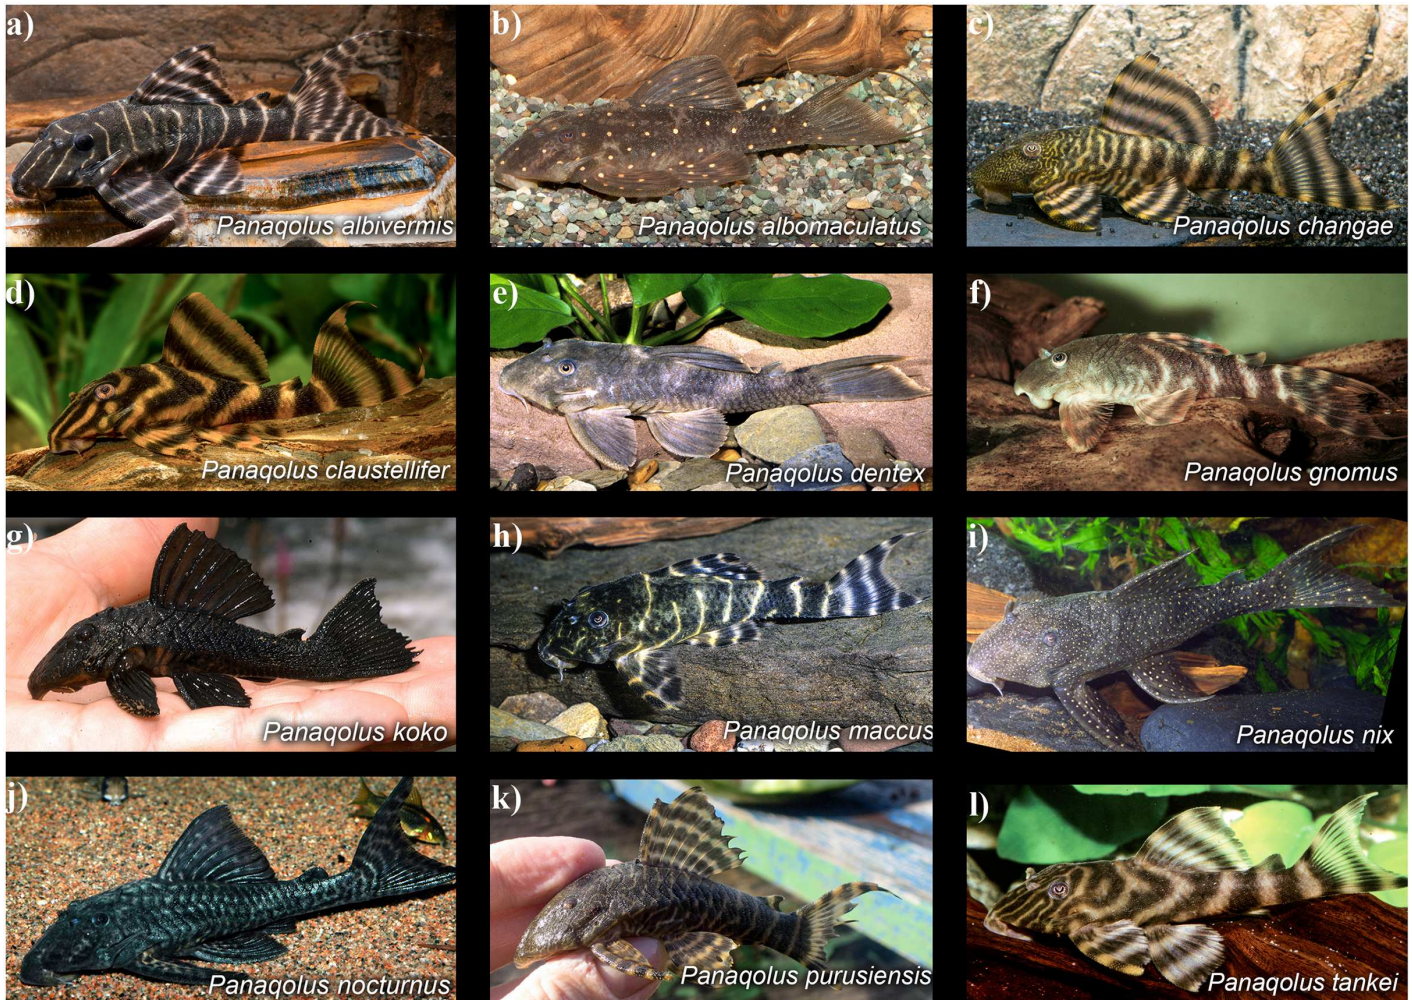 a)
Panaqolus albivermis
b)
Panaqolus albomaculatus
c)
Panaqolus changae
d)
Panaqolus claustellifer
e)
Panaqolus dentex
f)
Panaqolus gnomus
g)
Panaqolus koko
h)
Panaqolus maccus
i)
Panaqolus nix
j)
Panaqolus nocturnus
k)
Panaqolus purusiensis
l)
Panaqolus tankei